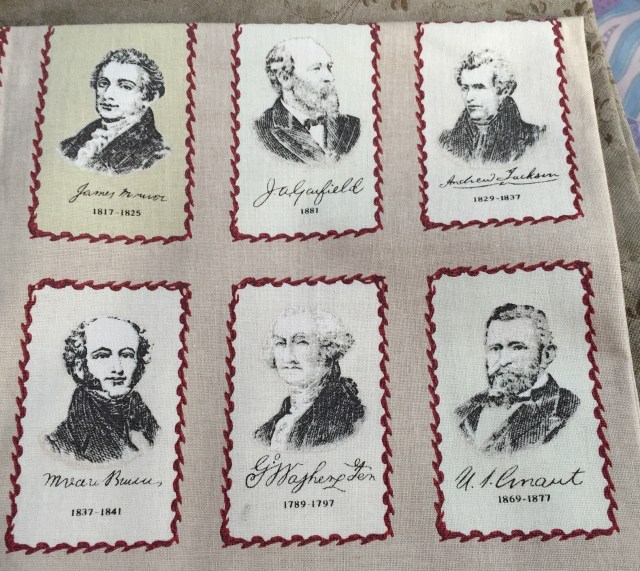 James Monroe
1817-1825
J A Garfield
1881
Andrew Jackson
1829-1837
M Van Buren
1837-1841
G Washington
1789-1797
U. S. Grant
1869-1877